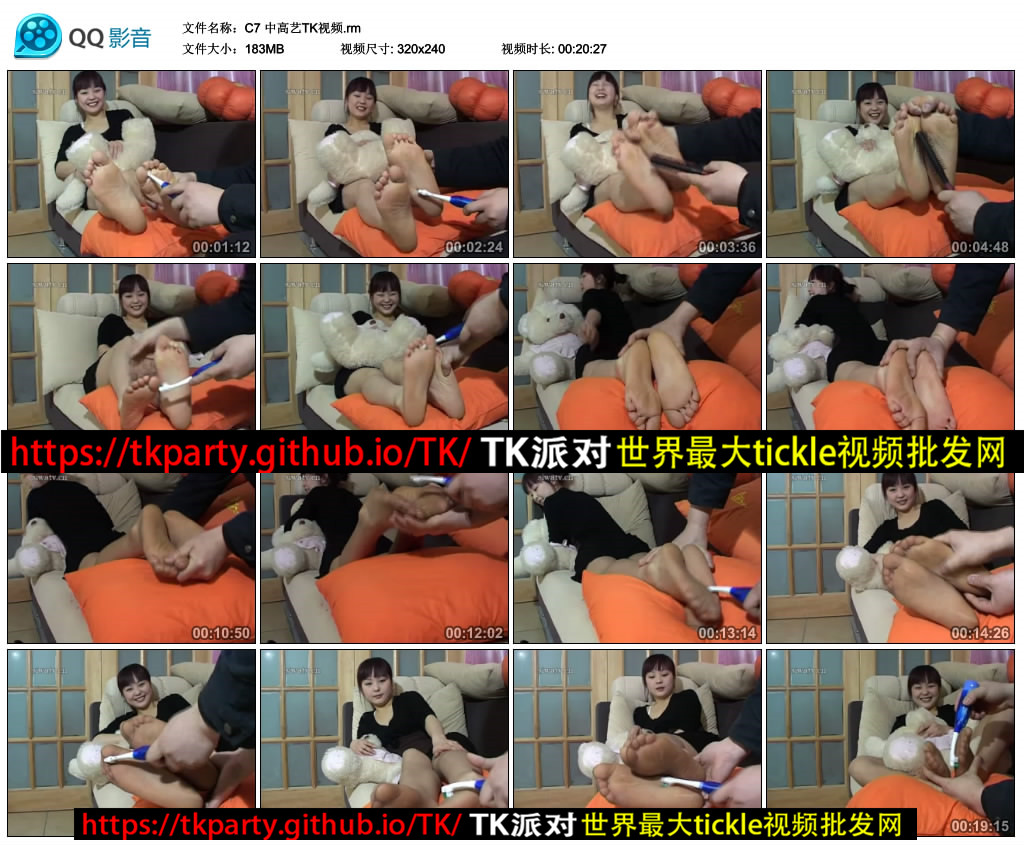 QQ 影音
文件名称: C7 中高艺TK视频.rm
文件大小: 183MB 视频尺寸: 320x240 视频时长: 00:20:27
00:01:12 00:02:24 00:03:36 00:04:48
https://tkparty.github.io/TK/ TK派对 世界最大tickle视频批发网
00:10:50 00:12:02 00:13:14 00:14:26
https://tkparty.github.io/TK/ TK派对 世界最大tickle视频批发网
00:19:15